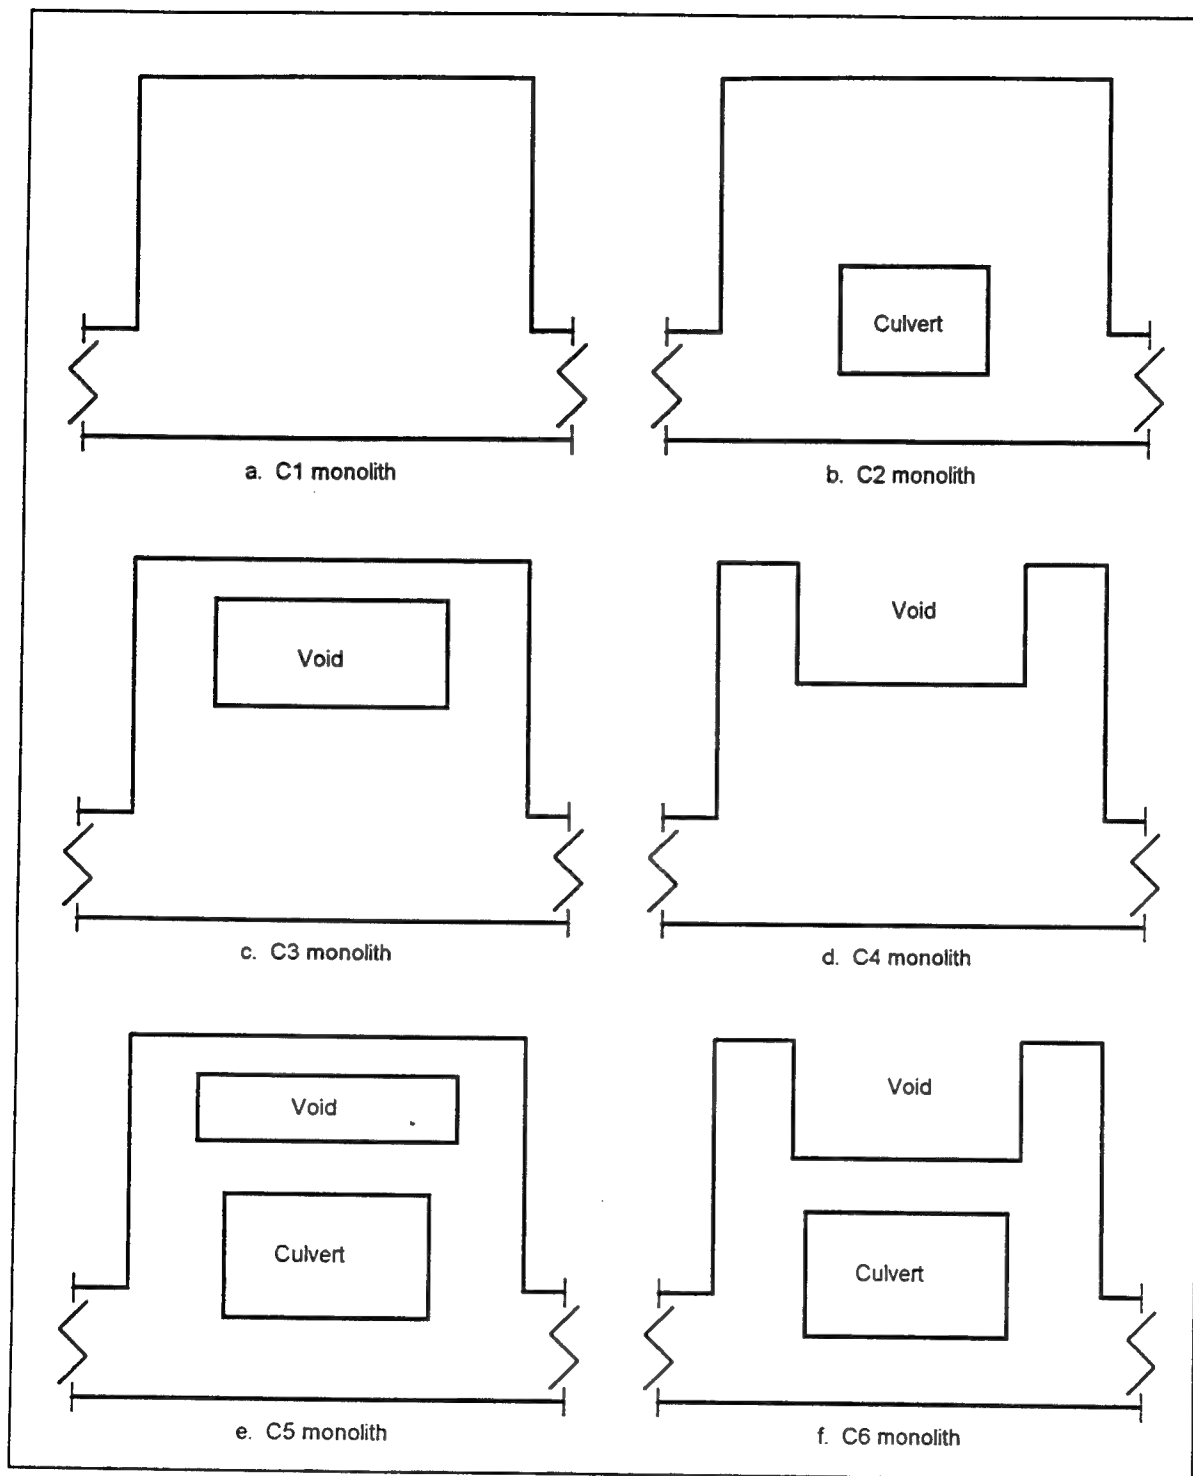 Culvert
a. C1 monolith
b. C2 monolith
Void
Void
c. C3 monolith
d. C4 monolith
Void
Culvert
e. C5 monolith
Void
Culvert
f. C6 monolith